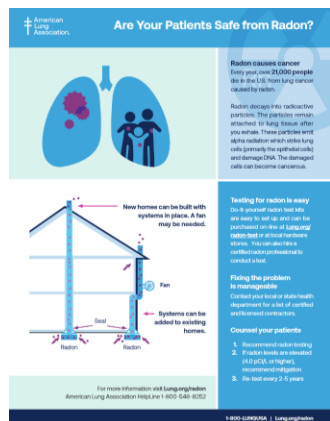 American
Lung
Association.
Are Your Patients Safe from Radon?
Radon causes cancer
Every year, over 21,000 people
die in the U.S. from lung cancer
caused by radon.
Radon decays into radioactive
particles. The particles remain
attached to lung tissue after
you exhale. These particles emit
alpha radiation which strike lung
cells (primarily the epithelial cells)
and damage DNA. The damaged
cells can become cancerous.
New homes can be built with
systems in place. A fan
may be needed.
Fan
Systems can be
added to existing
homes.
Seal
Radon
Radon
Testing for radon is easy
Do-it-yourself radon test kits
are easy to set up and can be
purchased on-line at Lung.org/
radon-test or at local hardware
stores. You can also hire a
certified radon professional to
conduct a test.
Fixing the problem
is manageable
Contact your local or state health
department for a list of certified
and licensed contractors.
Counsel your patients
1. Recommend radon testing
2. If radon levels are elevated
(4.0 pCi/L or higher),
recommend mitigation
3. Re-test every 2-5 years
For more information visit Lung.org/radon
American Lung Association HelpLine 1-800-548-8252
1-800-LUNGUSA | Lung.org/radon